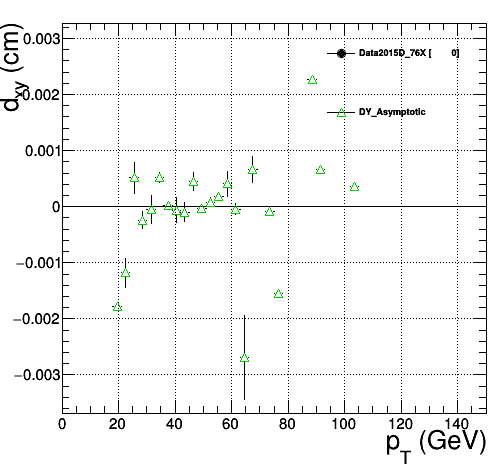 d_xy (cm)
0.003
0.002
0.001
0
−0.001
−0.002
−0.003
Data2015D_76X [ 0]
DY_Asymptotic
0 20 40 60 80 100 120 140
p_T (GeV)